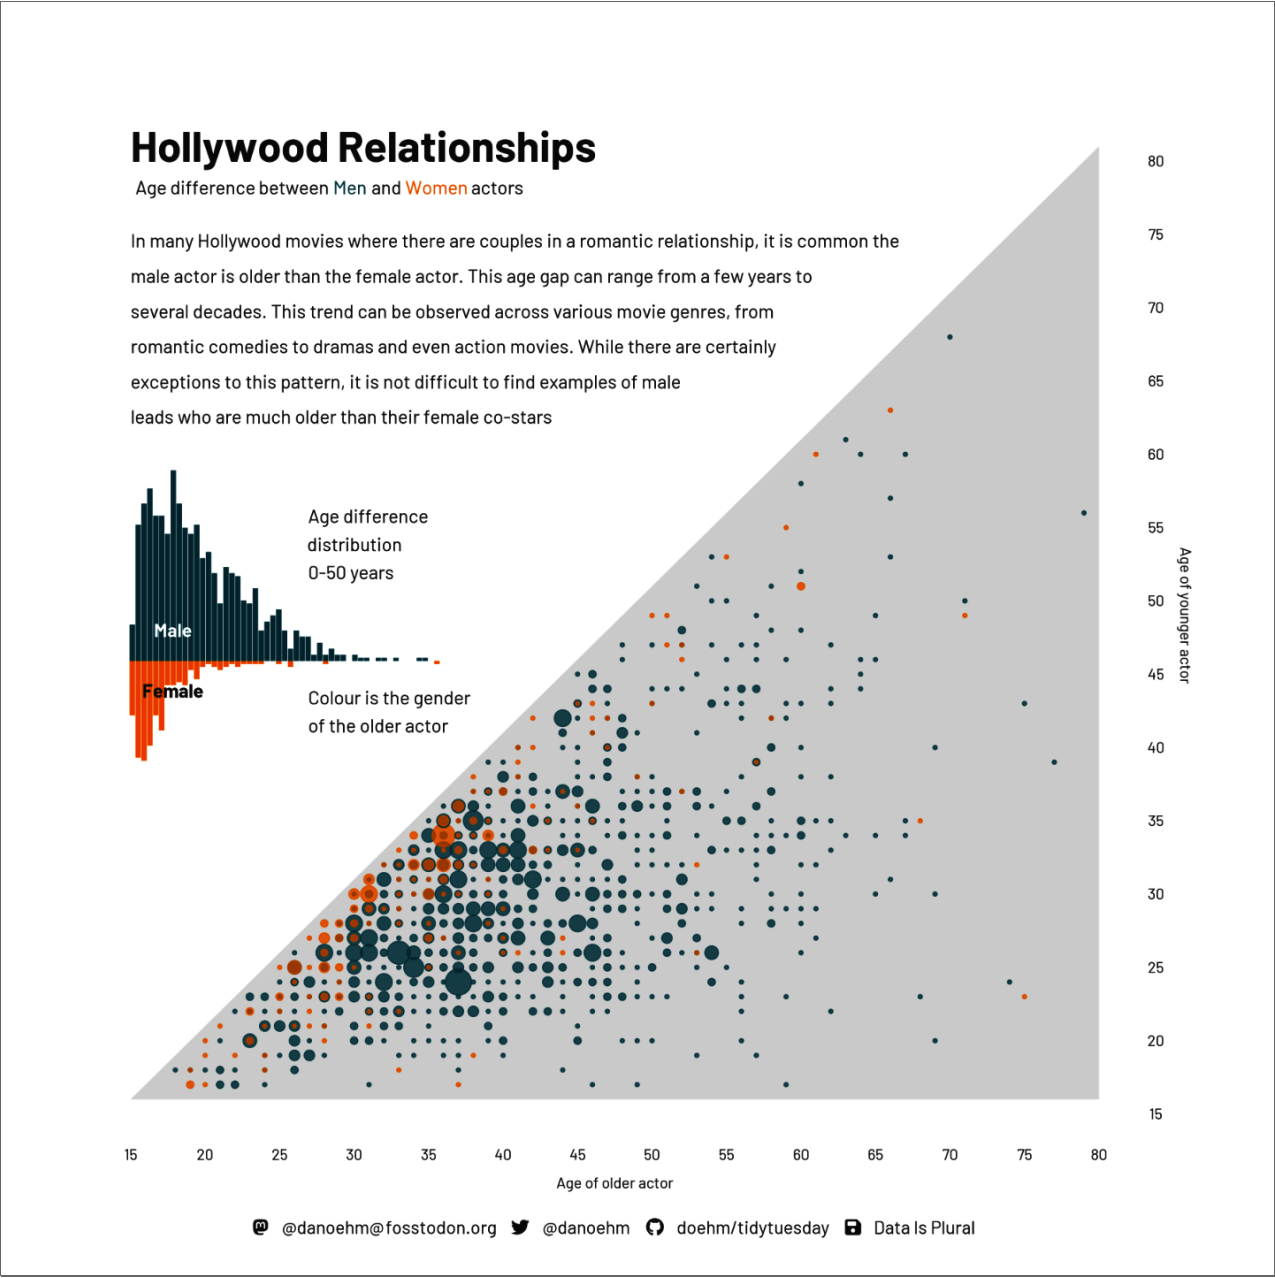 Hollywood Relationships
Age difference between Men and Women actors
In many Hollywood movies where there are couples in a romantic relationship, it is common the
male actor is older than the female actor. This age gap can range from a few years to
several decades. This trend can be observed across various movie genres, from
romantic comedies to dramas and even action movies. While there are certainly
exceptions to this pattern, it is not difficult to find examples of male
leads who are much older than their female co-stars
Age difference
distribution
0-50 years
Male
Female
Colour is the gender
of the older actor
80
75
70
65
60
55
50
45
40
35
30
25
20
15
Age of younger actor
15 20 25 30 35 40 45 50 55 60 65 70 75 80
Age of older actor
@danoehm@fosstodon.org @danoehm doehm/tidytuesday Data Is Plural